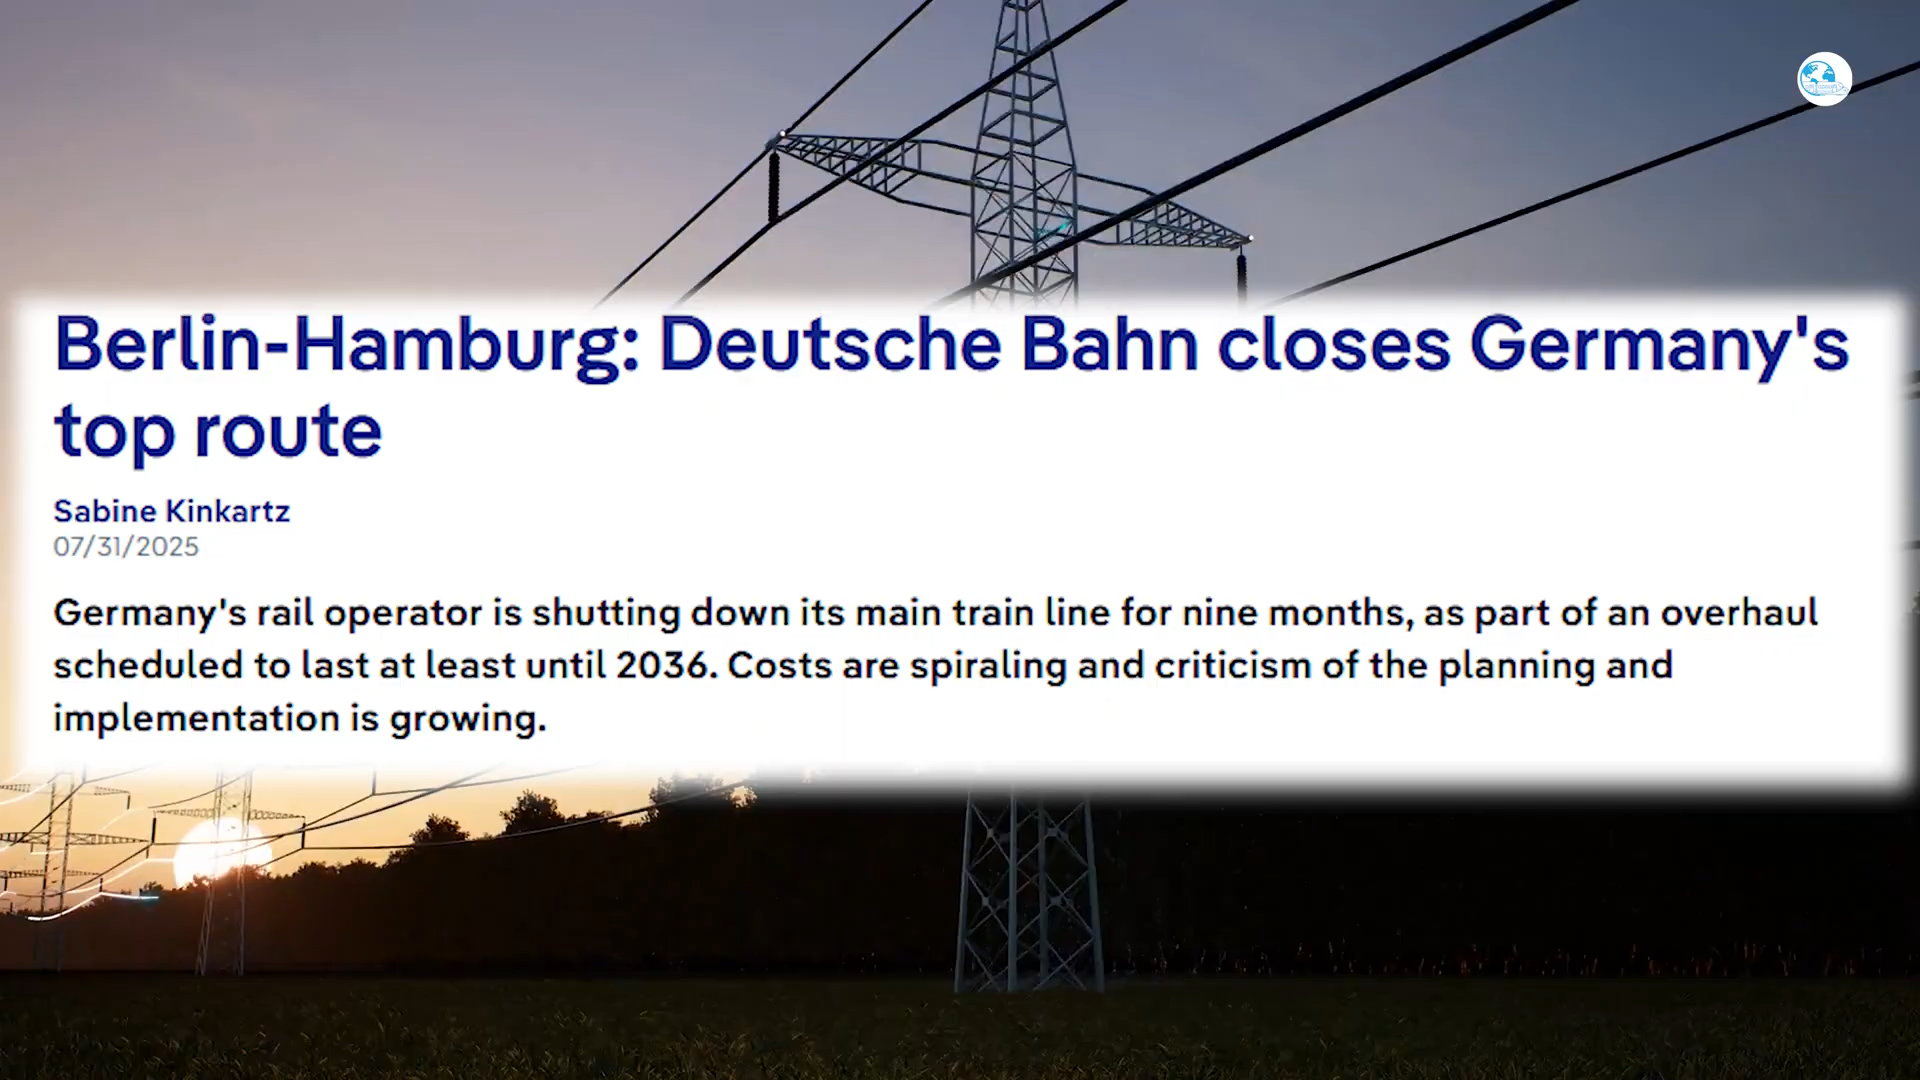 Berlin-Hamburg: Deutsche Bahn closes Germany's
top route
Sabine Kinkartz
07/31/2025
Germany's rail operator is shutting down its main train line for nine months, as part of an overhaul
scheduled to last at least until 2036. Costs are spiraling and criticism of the planning and
implementation is growing.